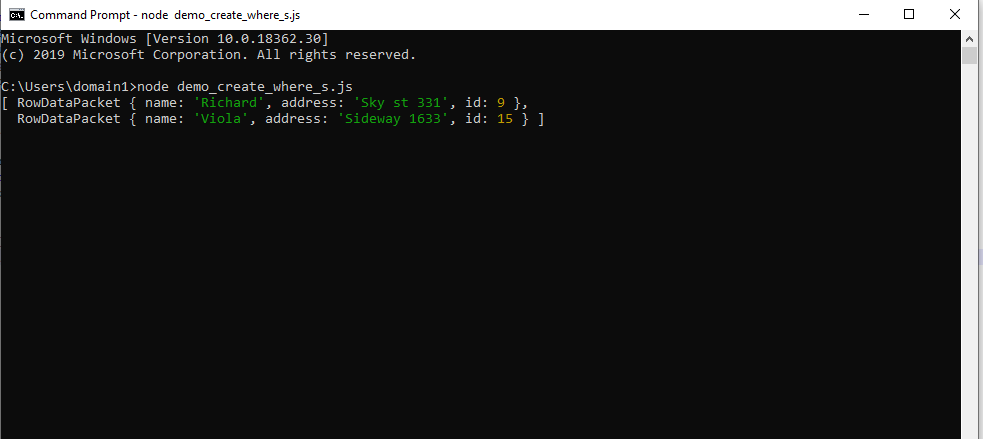 Command Prompt - node  demo_create_where_s.js
Microsoft Windows [Version 10.0.18362.30]
(c) 2019 Microsoft Corporation. All rights reserved.
C:\Users\domain1>node demo_create_where_s.js
[ RowDataPacket { name: 'Richard', address: 'Sky st 331', id: 9 },
  RowDataPacket { name: 'Viola', address: 'Sideway 1633', id: 15 } ]